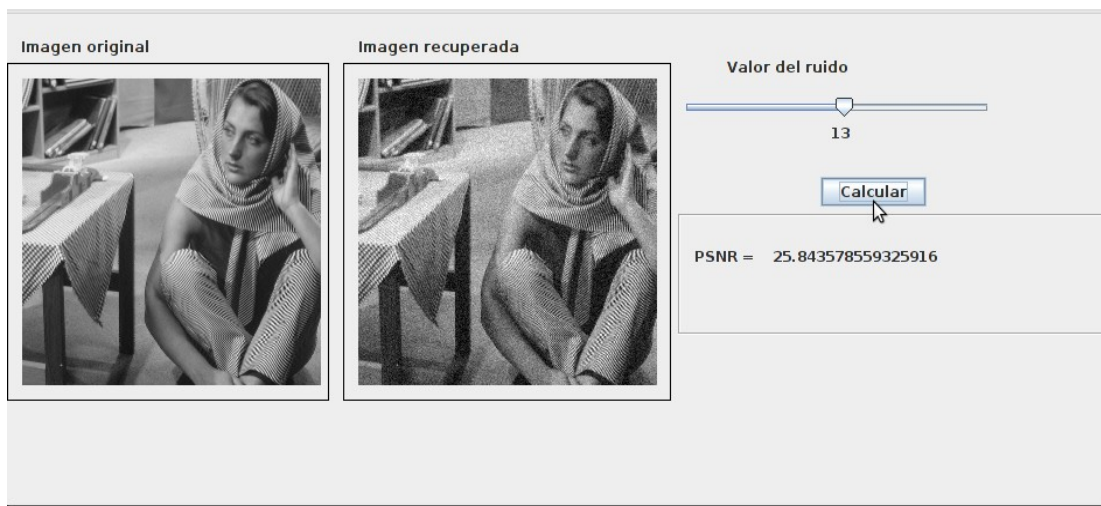 Imagen original
Imagen recuperada
Valor del ruido
13
Calcular
PSNR = 25.843578559325916